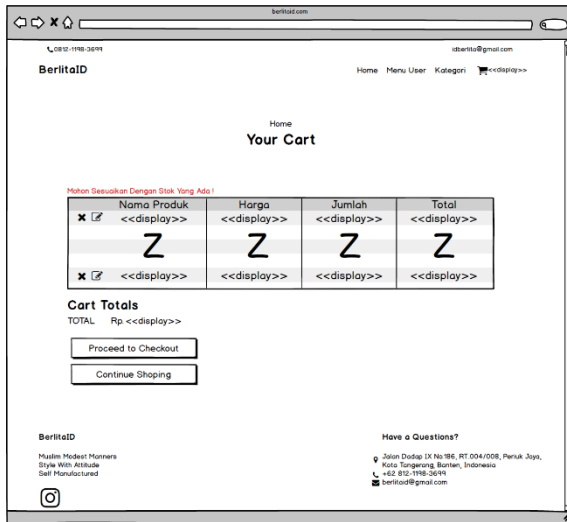 berlitaid.com
0812-1198-3699 idberlita@gmail.com
BerlitaID Home Menu User Kategori <<display>>
Home
Your Cart
Mohon Sesuaikan Dengan Stok Yang Ada !
Nama Produk Harga Jumlah Total
<<display>> <<display>> <<display>> <<display>>
Z Z Z Z
<<display>> <<display>> <<display>> <<display>>
Cart Totals
TOTAL Rp. <<display>>
Proceed to Checkout
Continue Shoping
BerlitaID Have a Questions?
Muslim Modest Manners Jalan Dadap IX No.186, RT.004/008, Periuk Jaya,
Style With Attitude Kota Tangerang, Banten, Indonesia
Self Manufactured +62 812-1198-3699
berlitaid@gmail.com